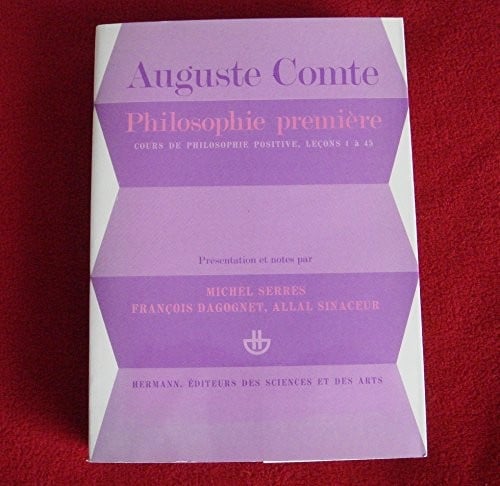 Auguste Comte
Philosophie première
COURS DE PHILOSOPHIE POSITIVE, LEÇONS 1 à 45
Présentation et notes par
MICHEL SERRES
FRANÇOIS DAGOGNET, ALLAL SINACEUR
HERMANN, ÉDITEURS DES SCIENCES ET DES ARTS